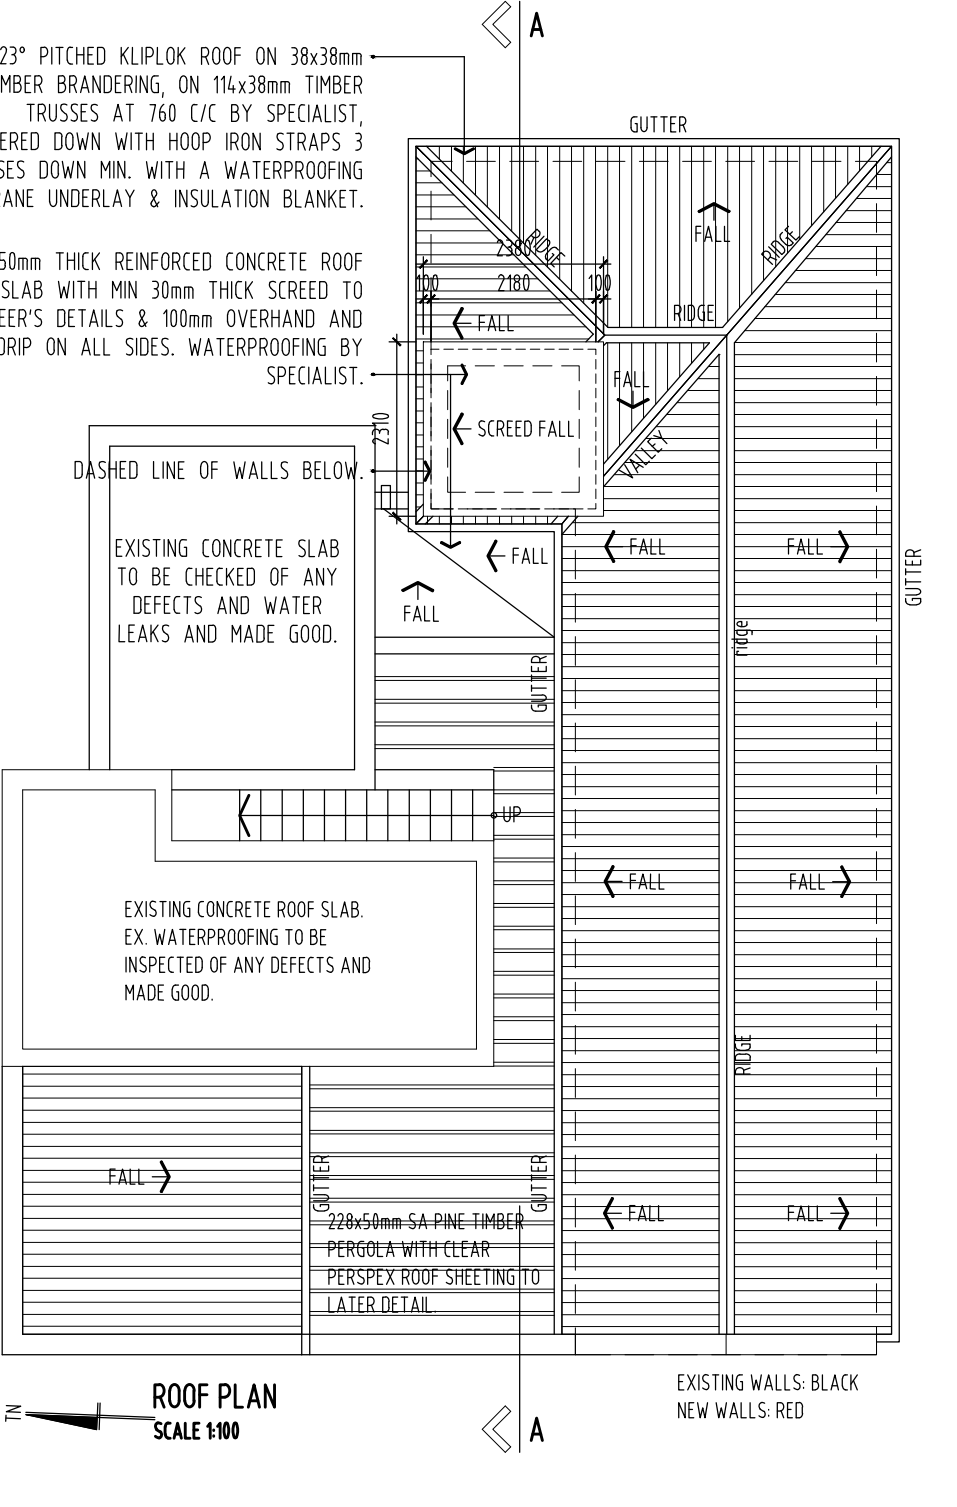 A
23° PITCHED KLIPLOK ROOF ON 38x38mm
MBER BRANDERING, ON 114x38mm TIMBER
TRUSSES AT 760 C/C BY SPECIALIST,
ERED DOWN WITH HOOP IRON STRAPS 3
SES DOWN MIN. WITH A WATERPROOFING
RANE UNDERLAY & INSULATION BLANKET.
GUTTER
FALL
RIDGE
RIDGE
RIDGE
2380
100
2180
100
50mm THICK REINFORCED CONCRETE ROOF
SLAB WITH MIN 30mm THICK SCREED TO
EER'S DETAILS & 100mm OVERHAND AND
DRIP ON ALL SIDES. WATERPROOFING BY
SPECIALIST.
FALL
FALL
2310
SCREED FALL
VALLEY
DASHED LINE OF WALLS BELOW.
EXISTING CONCRETE SLAB
TO BE CHECKED OF ANY
DEFECTS AND WATER
LEAKS AND MADE GOOD.
FALL
FALL
FALL
FALL
GUTTER
ridge
GUTTER
UP
FALL
FALL
EXISTING CONCRETE ROOF SLAB.
EX. WATERPROOFING TO BE
INSPECTED OF ANY DEFECTS AND
MADE GOOD.
RIDGE
FALL
GUTTER
GUTTER
FALL
FALL
228x50mm SA PINE TIMBER
PERGOLA WITH CLEAR
PERSPEX ROOF SHEETING TO
LATER DETAIL.
EXISTING WALLS: BLACK
NEW WALLS: RED
TN
ROOF PLAN
SCALE 1:100
A